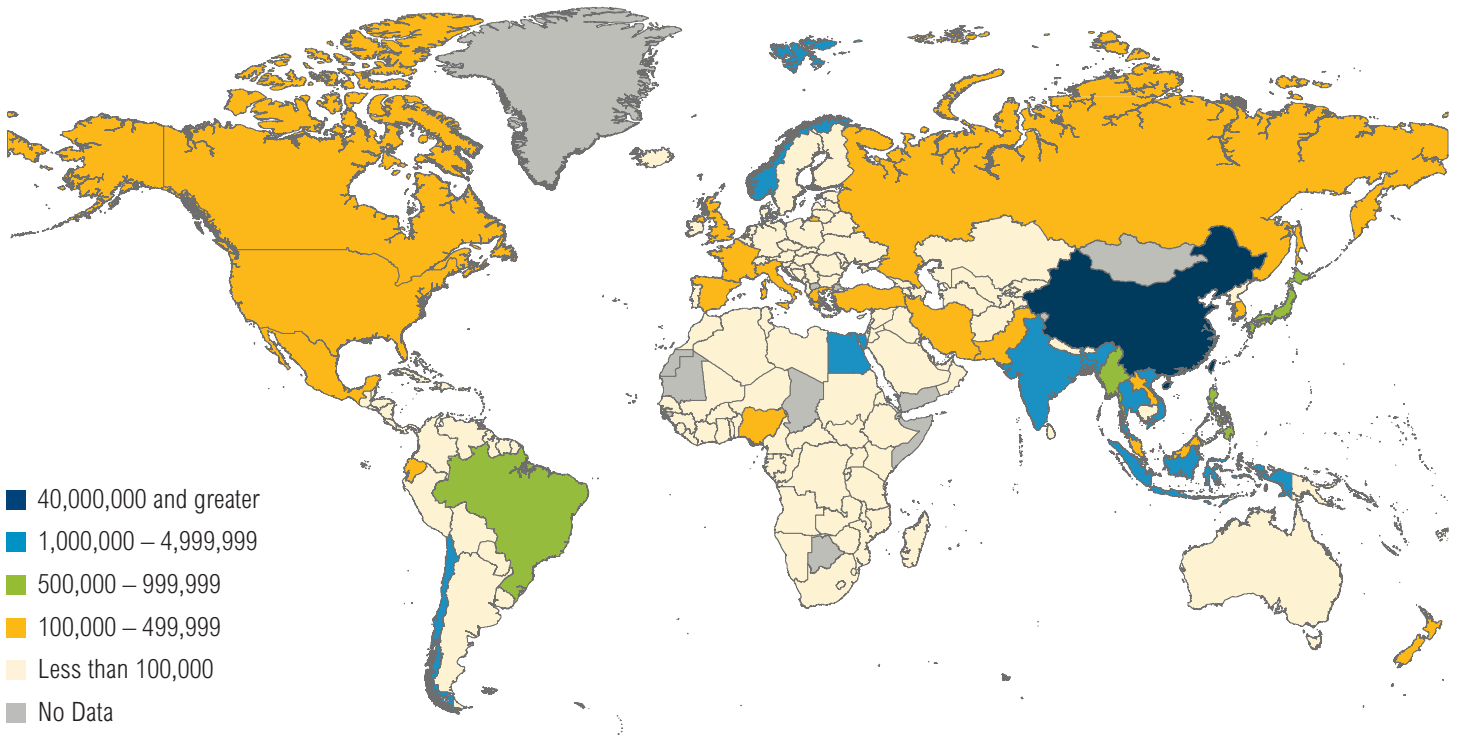 40,000,000 and greater
1,000,000 – 4,999,999
500,000 – 999,999
100,000 – 499,999
Less than 100,000
No Data